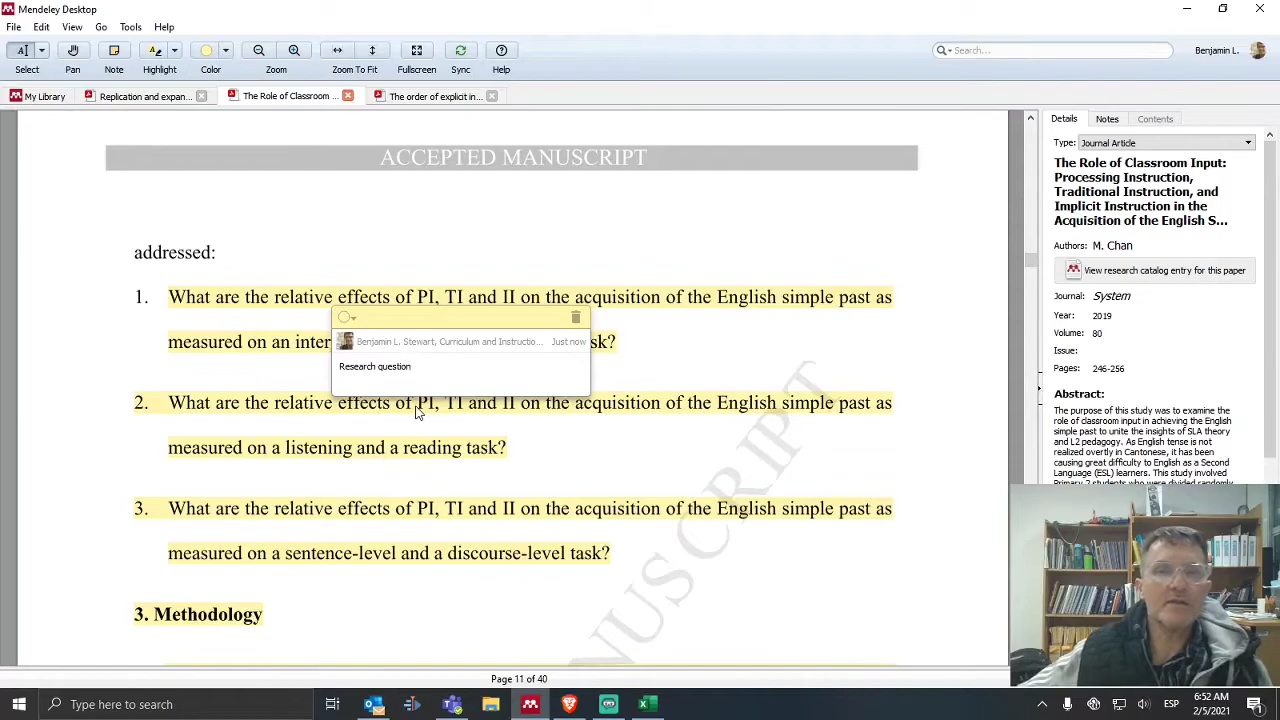 Mendeley Desktop
File Edit View Go Tools Help
Select Pan Note Highlight Color Zoom Zoom To Fit Fullscreen Sync Help
Search...
Benjamin L.
My Library
Replication and expan...
The Role of Classroom ...
The order of explicit in...
ACCEPTED MANUSCRIPT
addressed:
1. What are the relative effects of PI, TI and II on the acquisition of the English simple past as
measured on an inter
sk?
Benjamin L. Stewart, Curriculum and Instructio... Just now
Research question
2. What are the relative effects of PI, TI and II on the acquisition of the English simple past as
measured on a listening and a reading task?
3. What are the relative effects of PI, TI and II on the acquisition of the English simple past as
measured on a sentence-level and a discourse-level task?
3. Methodology
NUSCRIPT
Page 11 of 40
Details Notes Contents
Type: Journal Article
The Role of Classroom Input:
Processing Instruction,
Traditional Instruction, and
Implicit Instruction in the
Acquisition of the English S...
Authors: M. Chan
View research catalog entry for this paper
Journal: System
Year: 2019
Volume: 80
Issue:
Pages: 246-256
Abstract:
The purpose of this study was to examine the
role of classroom input in achieving the English
simple past to unite the insights of SLA theory
and L2 pedagogy. As English tense is not
realized overtly in Cantonese, it has been
causing great difficulty to English as a Second
Language (ESL) learners. This study involved
Primary 2 students who were divided randomly
Type here to search
ESP
6:52 AM
2/5/2021